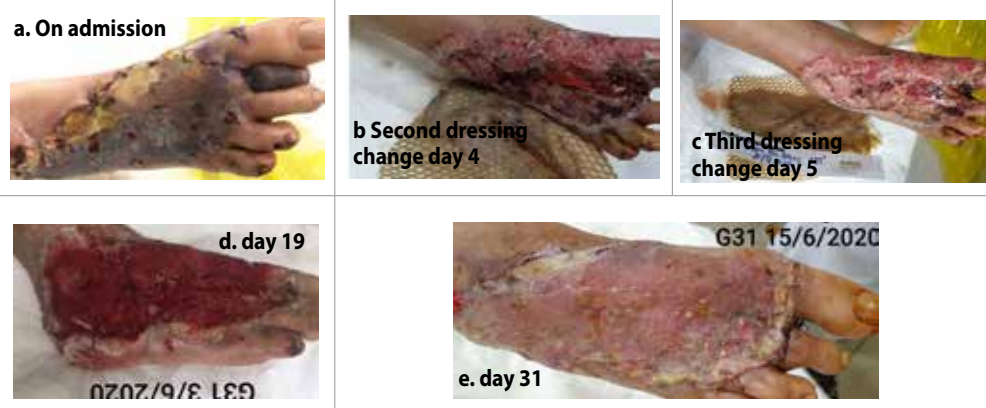 a. On admission
b Second dressing
change day 4
c Third dressing
change day 5
d. day 19
G31 3/6/2020
G31 15/6/2020
e. day 31